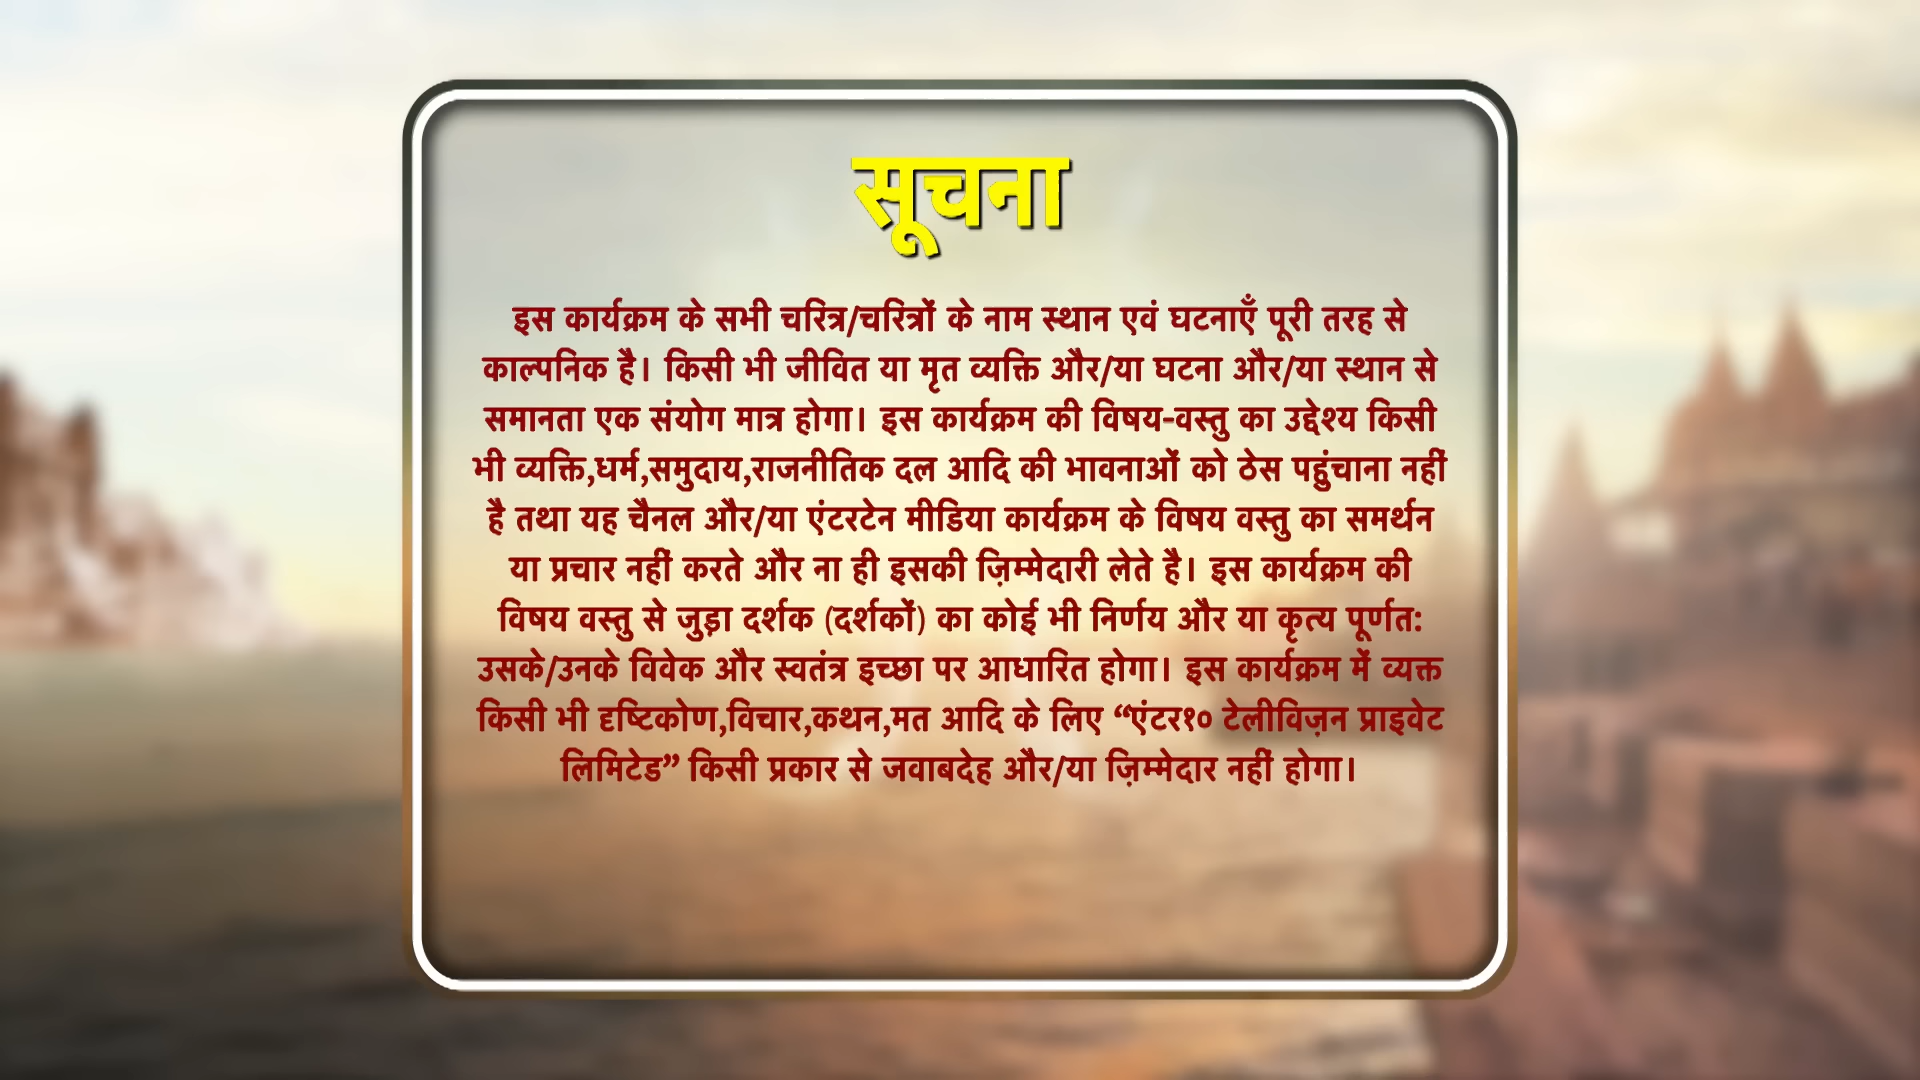 सूचना
इस कार्यक्रम के सभी चरित्र/चरित्रों के नाम स्थान एवं घटनाएँ पूरी तरह से
काल्पनिक है। किसी भी जीवित या मृत व्यक्ति और/या घटना और/या स्थान से
समानता एक संयोग मात्र होगा। इस कार्यक्रम की विषय-वस्तु का उद्देश्य किसी
भी व्यक्ति,धर्म,समुदाय,राजनीतिक दल आदि की भावनाओं को ठेस पहुंचाना नहीं
है तथा यह चैनल और/या एंटरटेन मीडिया कार्यक्रम के विषय वस्तु का समर्थन
या प्रचार नहीं करते और ना ही इसकी ज़िम्मेदारी लेते है। इस कार्यक्रम की
विषय वस्तु से जुड़ा दर्शक (दर्शकों) का कोई भी निर्णय और या कृत्य पूर्णत:
उसके/उनके विवेक और स्वतंत्र इच्छा पर आधारित होगा। इस कार्यक्रम में व्यक्त
किसी भी दृष्टिकोण,विचार,कथन,मत आदि के लिए “एंटर१० टेलीविज़न प्राइवेट
लिमिटेड” किसी प्रकार से जवाबदेह और/या ज़िम्मेदार नहीं होगा।